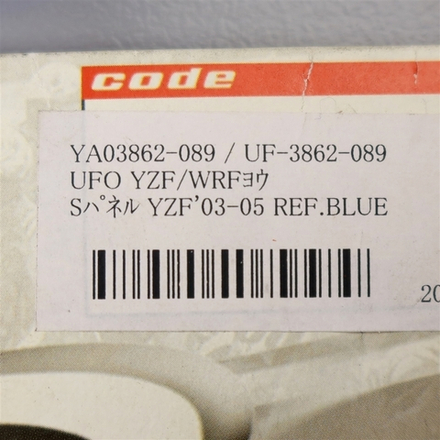 code
YA03862-089 / UF-3862-089
UFO YZF/WRFﾖｳ
Sﾊﾟﾈﾙ YZF'03-05 REF.BLUE
20